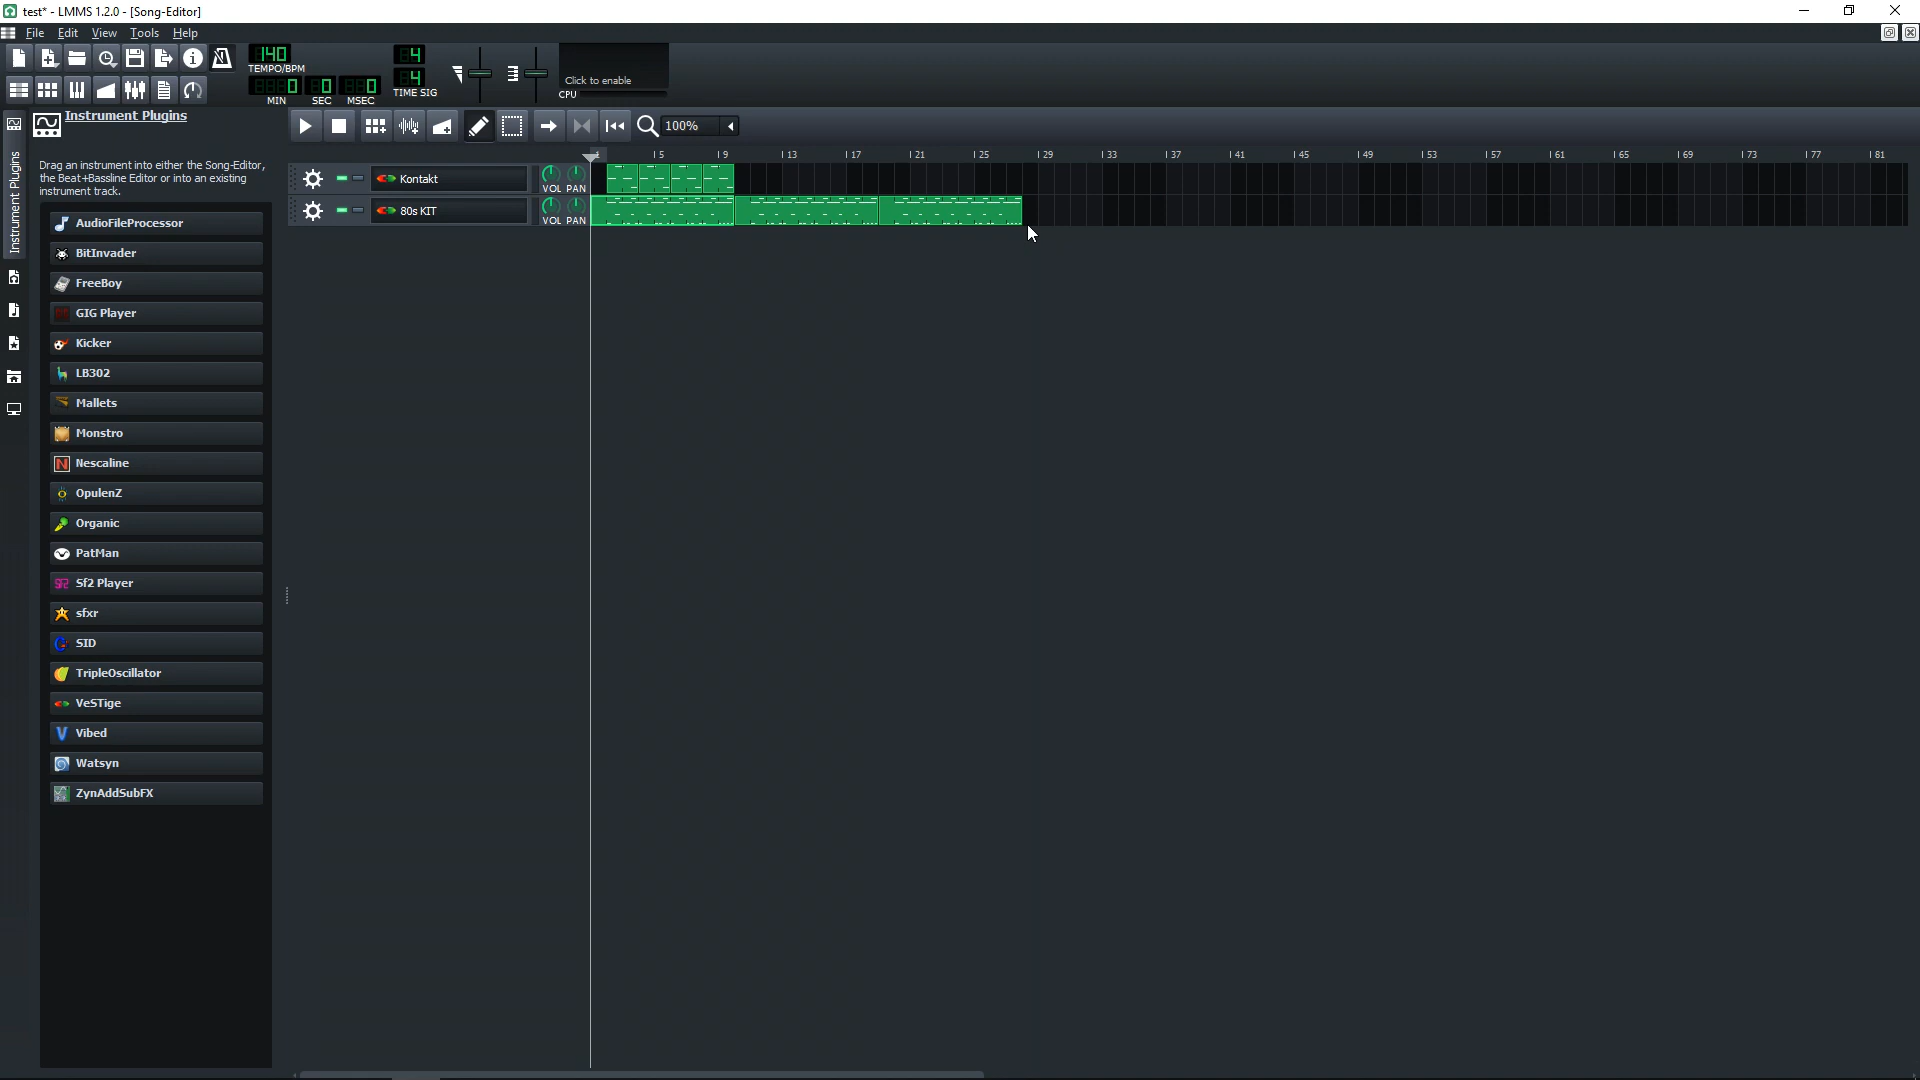 test* - LMMS 1.2.0 - [Song-Editor]
File Edit View Tools Help
140
TEMPO/BPM
0 0 0
MIN SEC MSEC
4
4
TIME SIG
Click to enable
CPU
Instrument Plugins
Instrument Plugins
Drag an instrument into either the Song-Editor,
the Beat+Bassline Editor or into an existing
instrument track.
AudioFileProcessor
BitInvader
FreeBoy
GIG Player
Kicker
LB302
Mallets
Monstro
Nescaline
OpulenZ
Organic
PatMan
Sf2 Player
sfxr
SID
TripleOscillator
VeSTige
Vibed
Watsyn
ZynAddSubFX
100%
5 9 13 17 21 25 29 33 37 41 45 49 53 57 61 65 69 73 77 81
Kontakt
VOL PAN
80s KIT
VOL PAN